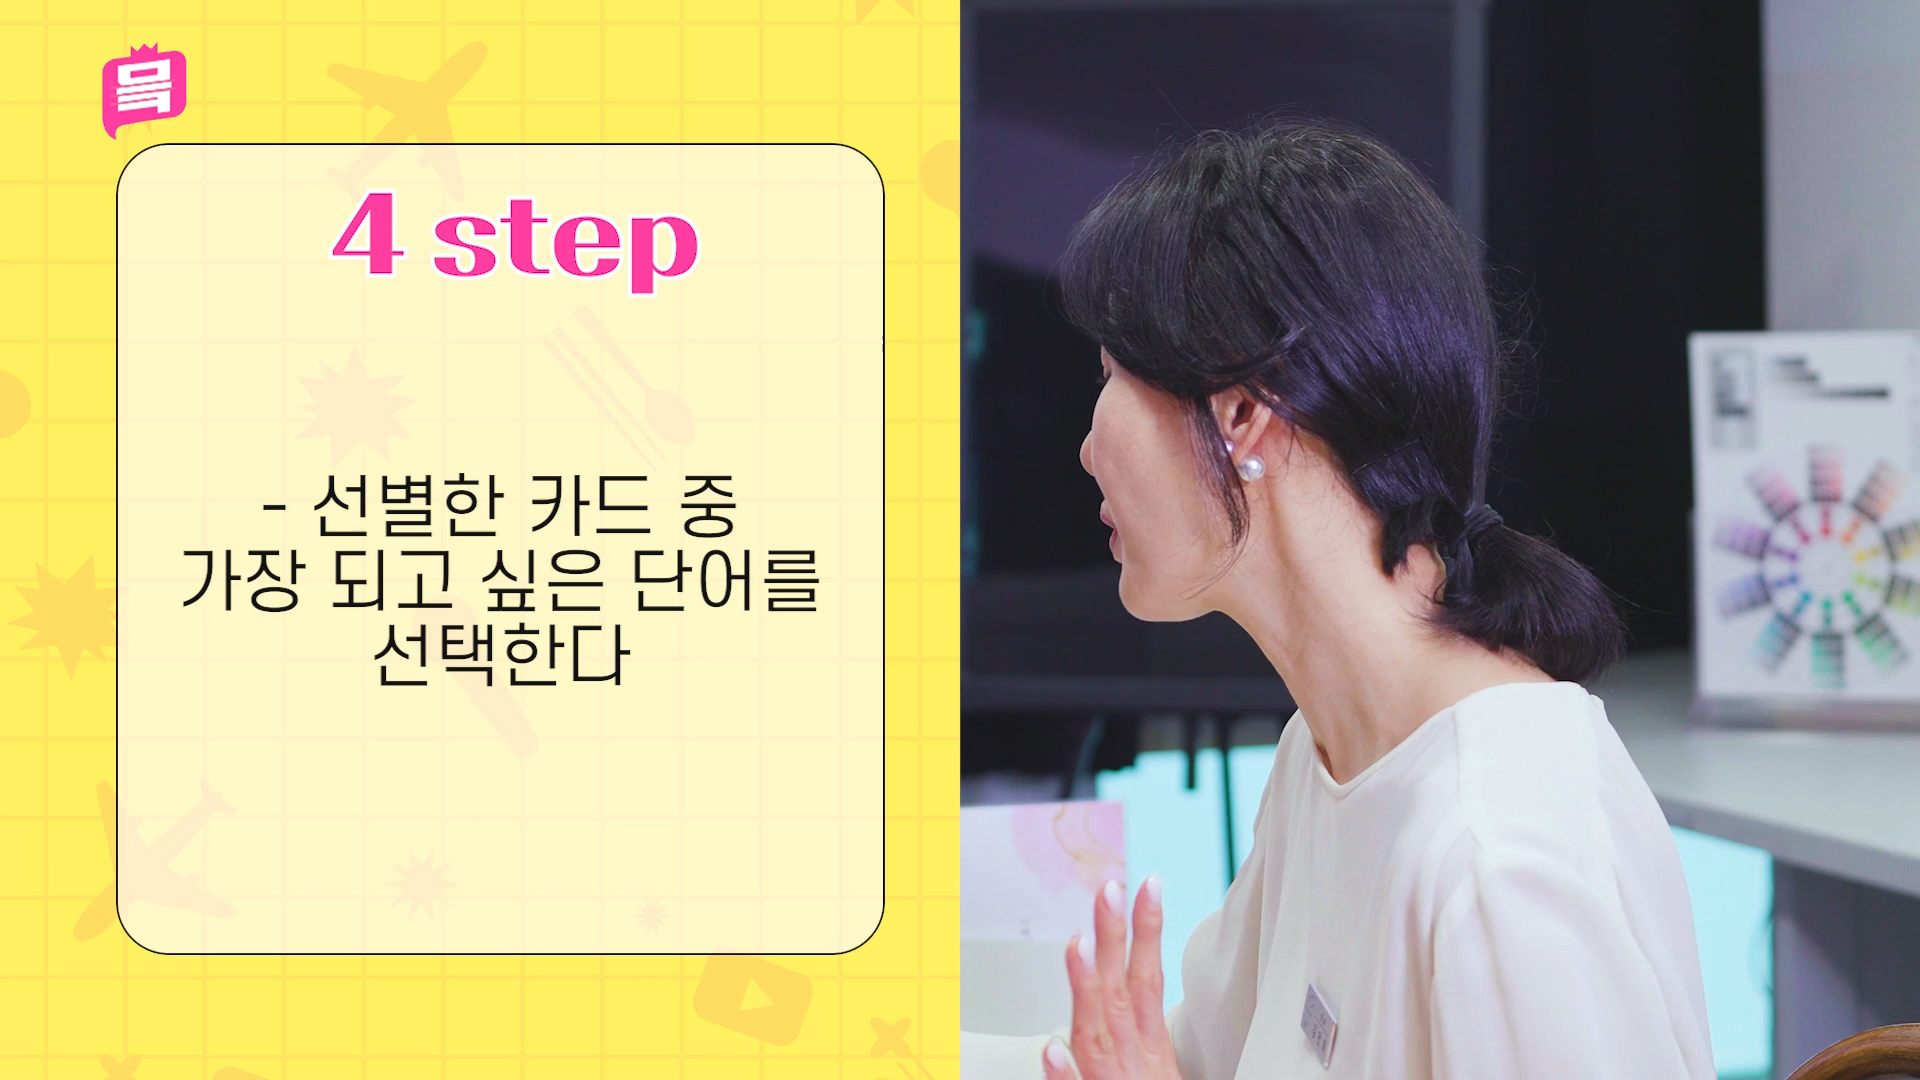 4 step
- 선별한 카드 중
가장 되고 싶은 단어를
선택한다